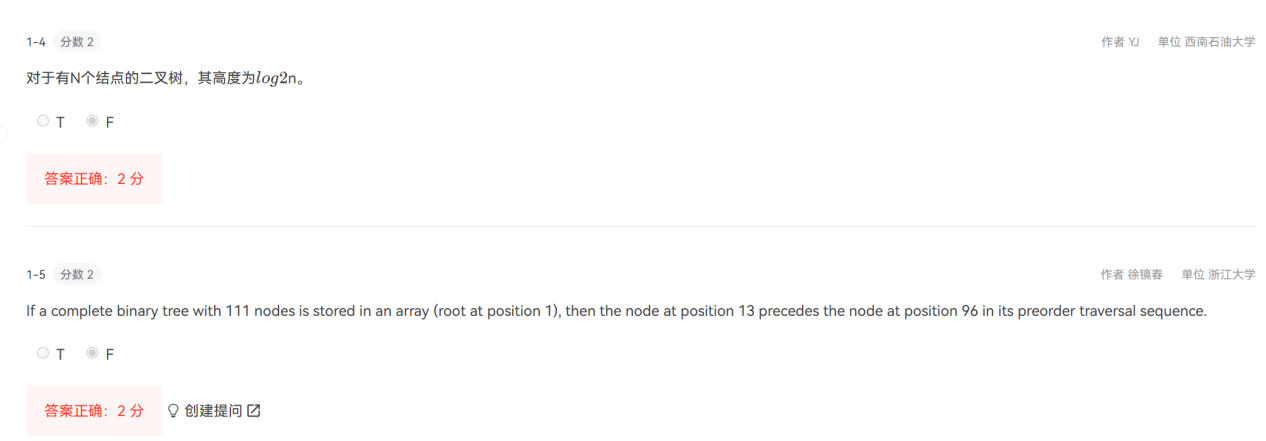 1-4 分数 2 作者 YJ 单位 西南石油大学
对于有N个结点的二叉树，其高度为log2n。
T F
答案正确：2 分
1-5 分数 2 作者 徐镜春 单位 浙江大学
If a complete binary tree with 111 nodes is stored in an array (root at position 1), then the node at position 13 precedes the node at position 96 in its preorder traversal sequence.
T F
答案正确：2 分 创建提问